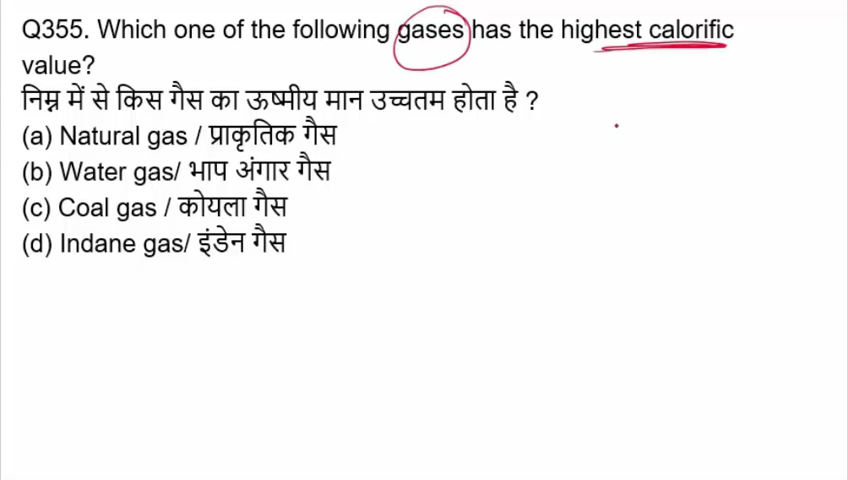 Q355. Which one of the following gases has the highest calorific
value?
निम्न में से किस गैस का ऊष्मीय मान उच्चतम होता है ?
(a) Natural gas / प्राकृतिक गैस
(b) Water gas/ भाप अंगार गैस
(c) Coal gas / कोयला गैस
(d) Indane gas/ इंडेन गैस